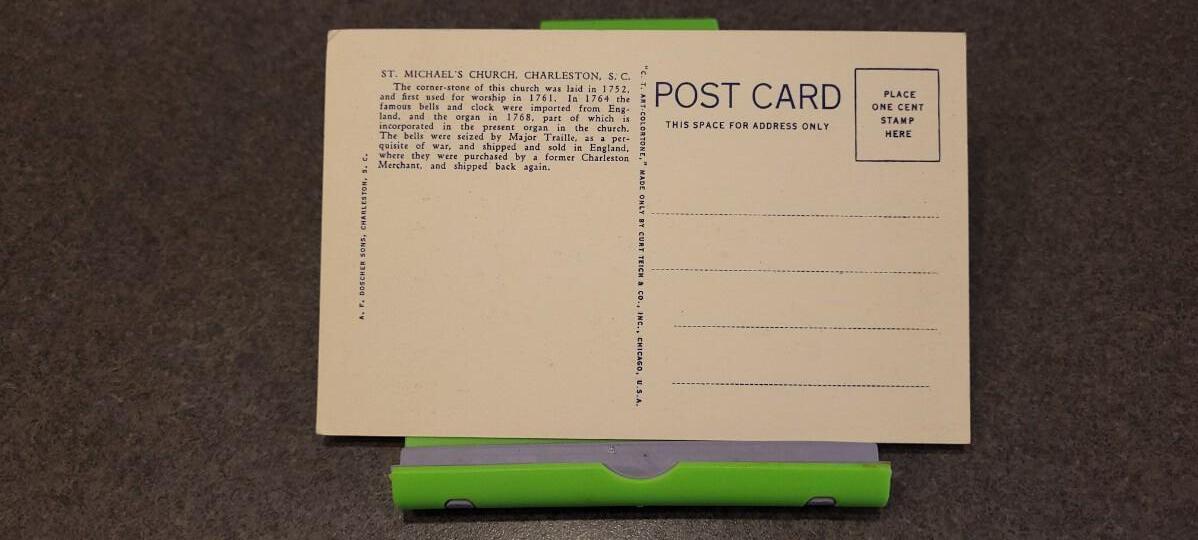 ST. MICHAEL'S CHURCH, CHARLESTON, S. C.
The corner-stone of this church was laid in 1752,
and first used for worship in 1761. In 1764 the
famous bells and clock were imported from Eng-
land, and the organ in 1768, part of which is
incorporated in the present organ in the church.
The bells were seized by Major Traille, as a per-
quisite of war, and shipped and sold in England,
where they were purchased by a former Charleston
Merchant, and shipped back again.
A. F. DOSCHER SONS, CHARLESTON, S. C.
"C. T. ART-COLORTONE," MADE ONLY BY CURT TEICH & CO., INC., CHICAGO, U.S.A.
POST CARD
THIS SPACE FOR ADDRESS ONLY
PLACE
ONE CENT
STAMP
HERE